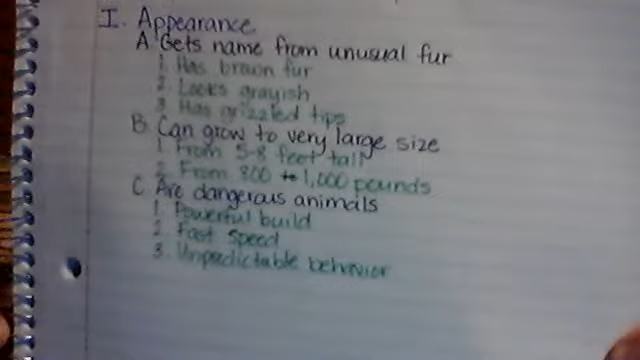 I. Appearance
A Gets name from unusual fur
1. Has brown fur
2. Looks grayish
3. Has grizzled tips
B. Can grow to very large size
1. From 5-8 feet tall
2. From 800 to 1,000 pounds
C. Are dangerous animals
1. Powerful build
2. Fast speed
3. Unpredictable behavior